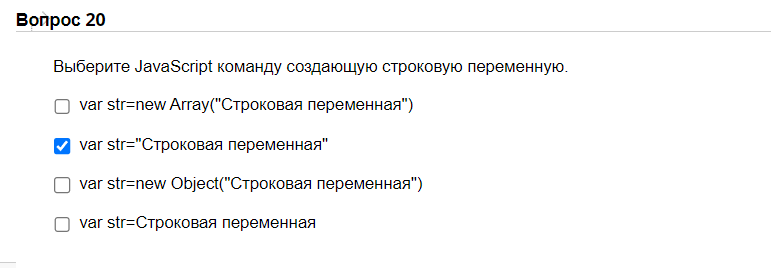 Вопрос 20
Выберите JavaScript команду создающую строковую переменную.
var str=new Array("Строковая переменная")
var str="Строковая переменная"
var str=new Object("Строковая переменная")
var str=Строковая переменная